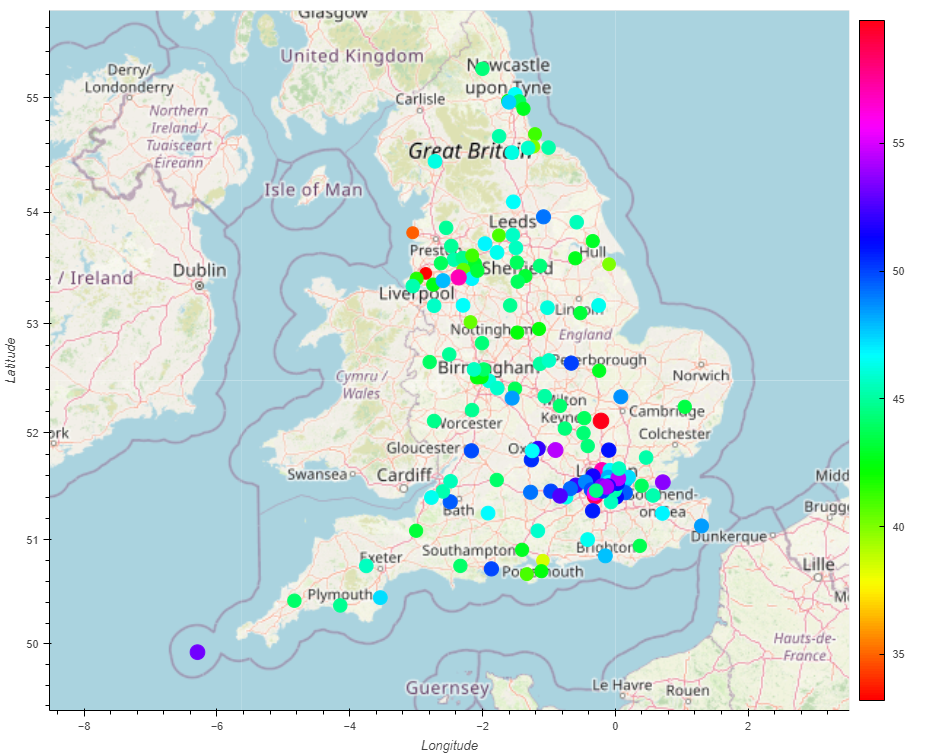 Glasgow
United Kingdom
Newcastle
upon Tyne
Derry/
Londonderry
Carlisle
Northern
Ireland /
Tuaisceart
Éireann
Great Britain
Isle of Man
Leeds
Preston
Hull
Dublin
/ Ireland
Sheffield
Liverpool
Lincoln
Nottingham
England
Birmingham
Peterborough
Norwich
Cymru /
Wales
Milton
Keynes
Cambridge
Worcester
Colchester
ork
Gloucester
Ox
London
Swansea
Cardiff
Southend-
on-Sea
Midd
Brugge
Bath
Dunkerque
Southampton
Brighton
Exeter
Portsmouth
Lille
Plymouth
Hauts-de-
France
Guernsey
Le Havre
Rouen
55
54
53
52
51
50
Latitude
−8
−6
−4
−2
0
2
Longitude
55
50
45
40
35